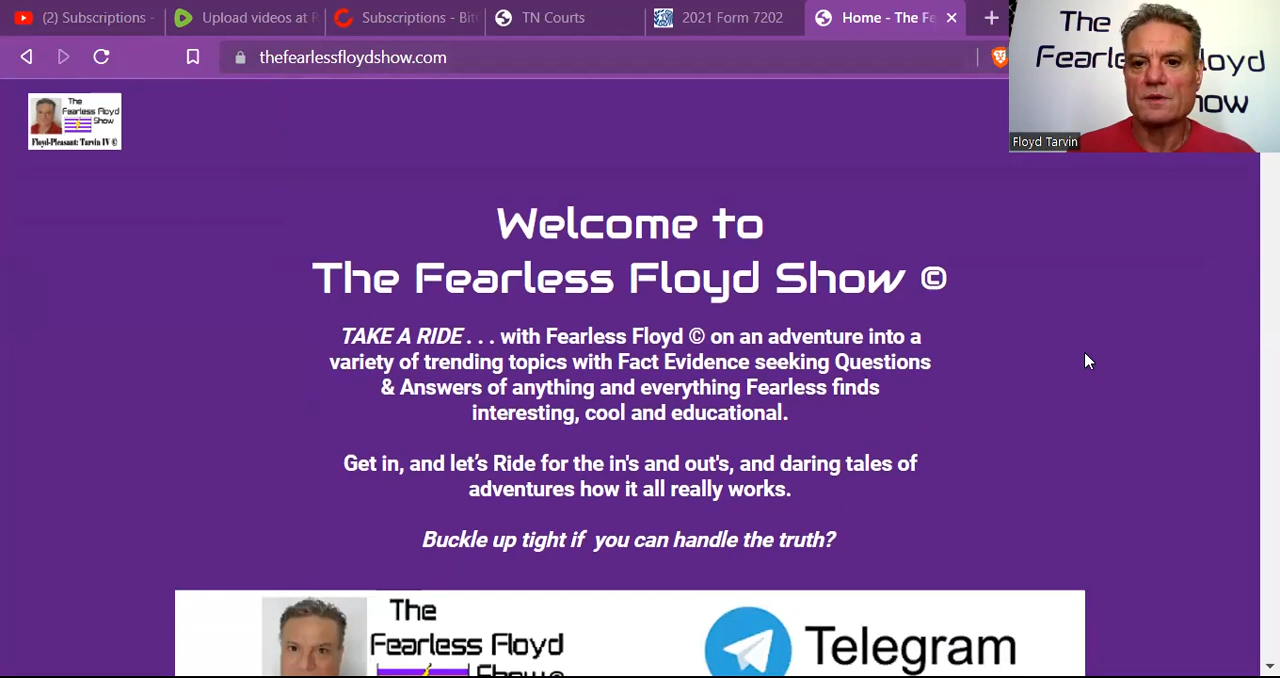 (2) Subscriptions -
Upload videos at R
Subscriptions - Bit
TN Courts
2021 Form 7202
Home - The Fe
thefearlessfloydshow.com
The
Fearle loyd
how
Floyd Tarvin
The
Fearless Floyd
Show
Floyd-Pleasant: Tarvin IV ©
Welcome to
The Fearless Floyd Show ©
TAKE A RIDE . . . with Fearless Floyd © on an adventure into a
variety of trending topics with Fact Evidence seeking Questions
& Answers of anything and everything Fearless finds
interesting, cool and educational.
Get in, and let’s Ride for the in's and out's, and daring tales of
adventures how it all really works.
Buckle up tight if you can handle the truth?
The
Fearless Floyd
Show©
Telegram